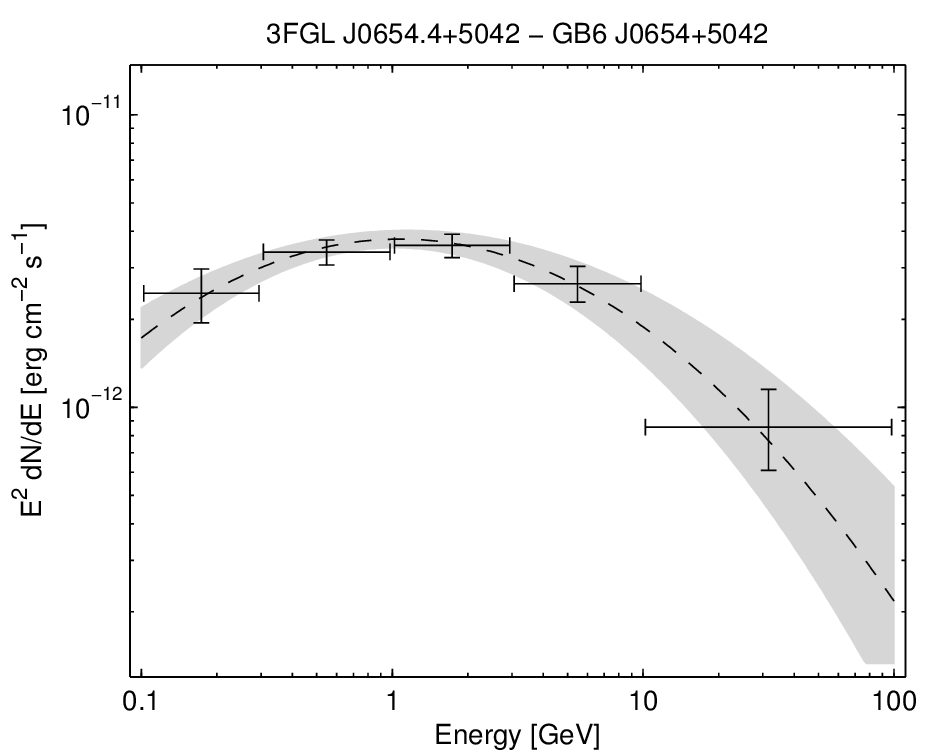 3FGL J0654.4+5042 − GB6 J0654+5042
10⁻¹¹
10⁻¹²
E² dN/dE [erg cm⁻² s⁻¹]
0.1 1 10 100
Energy [GeV]